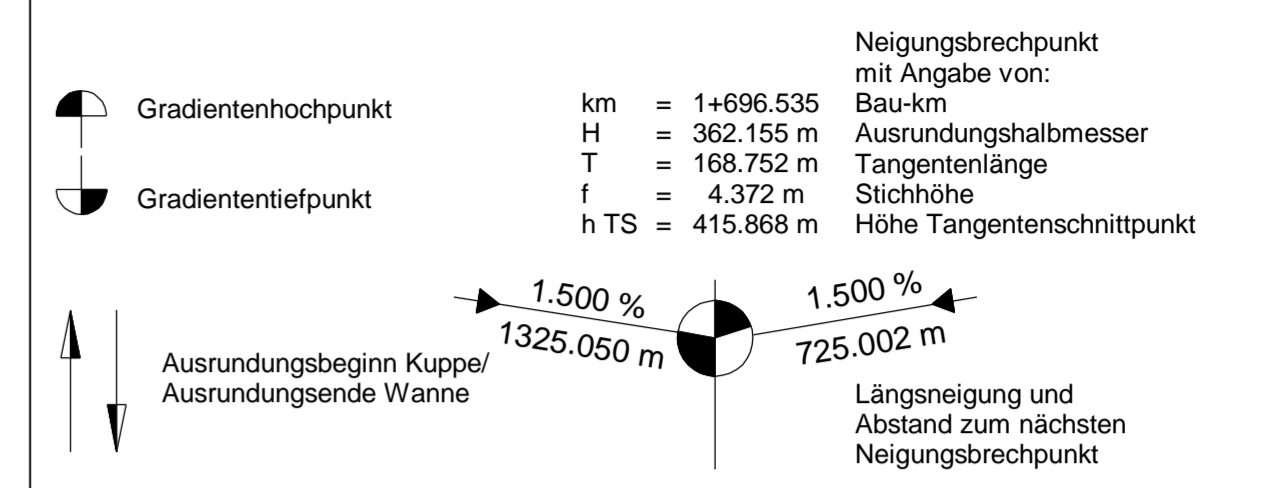 Gradientenhochpunkt
Gradiententiefpunkt
Neigungsbrechpunkt
mit Angabe von:
km = 1+696.535 Bau-km
H = 362.155 m Ausrundungshalbmesser
T = 168.752 m Tangentenlänge
f = 4.372 m Stichhöhe
h TS = 415.868 m Höhe Tangentenschnittpunkt
Ausrundungsbeginn Kuppe/
Ausrundungsende Wanne
1.500 %
1325.050 m
1.500 %
725.002 m
Längsneigung und
Abstand zum nächsten
Neigungsbrechpunkt